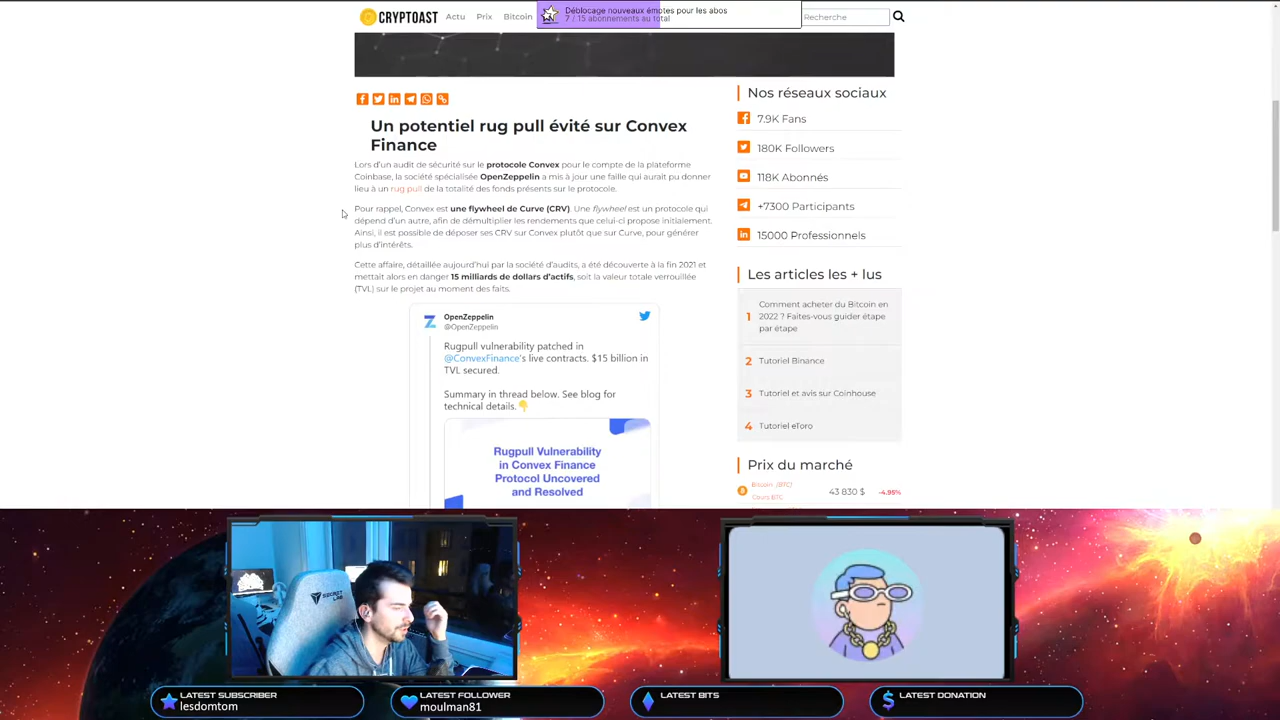 CRYPTOAST
Actu Prix Bitcoin
Déblocage nouveaux émotes pour les abos
7 / 15 abonnements au total
Recherche
Un potentiel rug pull évité sur Convex
Finance
Lors d'un audit de sécurité sur le protocole Convex pour le compte de la plateforme
Coinbase, la société spécialisée OpenZeppelin a mis à jour une faille qui aurait pu donner
lieu à un rug pull de la totalité des fonds présents sur le protocole.
Pour rappel, Convex est une flywheel de Curve (CRV). Une flywheel est un protocole qui
dépend d'un autre, afin de démultiplier les rendements que celui-ci propose initialement.
Ainsi, il est possible de déposer ses CRV sur Convex plutôt que sur Curve, pour générer
plus d'intérêts.
Cette affaire, détaillée aujourd'hui par la société d'audits, a été découverte à la fin 2021 et
mettait alors en danger 15 milliards de dollars d'actifs, soit la valeur totale verrouillée
(TVL) sur le projet au moment des faits.
OpenZeppelin
@OpenZeppelin
Rugpull vulnerability patched in
@ConvexFinance's live contracts. $15 billion in
TVL secured.
Summary in thread below. See blog for
technical details.👇
Rugpull Vulnerability
in Convex Finance
Protocol Uncovered
and Resolved
Nos réseaux sociaux
7.9K Fans
180K Followers
118K Abonnés
+7300 Participants
15000 Professionnels
Les articles les + lus
1 Comment acheter du Bitcoin en
2022 ? Faites-vous guider étape
par étape
2 Tutoriel Binance
3 Tutoriel et avis sur Coinhouse
4 Tutoriel eToro
Prix du marché
Bitcoin (BTC)
Cours BTC
43 830 $ -4.95%
SECRETLAB
LATEST SUBSCRIBER
lesdomtom
LATEST FOLLOWER
moulman81
LATEST BITS
LATEST DONATION